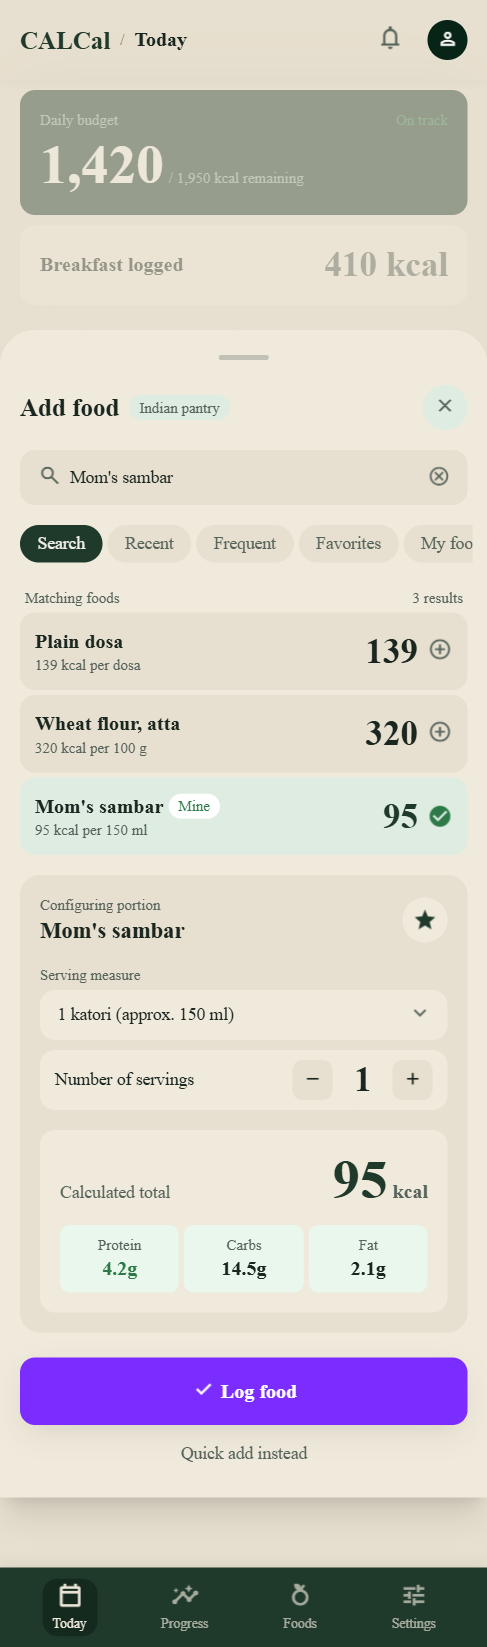 CALCal / Today
Daily budget On track
1,420 / 1,950 kcal remaining
Breakfast logged 410 kcal
Add food Indian pantry
Mom's sambar
Search Recent Frequent Favorites My foo
Matching foods 3 results
Plain dosa
139 kcal per dosa
139
Wheat flour, atta
320 kcal per 100 g
320
Mom's sambar Mine
95 kcal per 150 ml
95
Configuring portion
Mom's sambar
Serving measure
1 katori (approx. 150 ml)
Number of servings − 1 +
Calculated total 95 kcal
Protein Carbs Fat
4.2g 14.5g 2.1g
Log food
Quick add instead
Today Progress Foods Settings